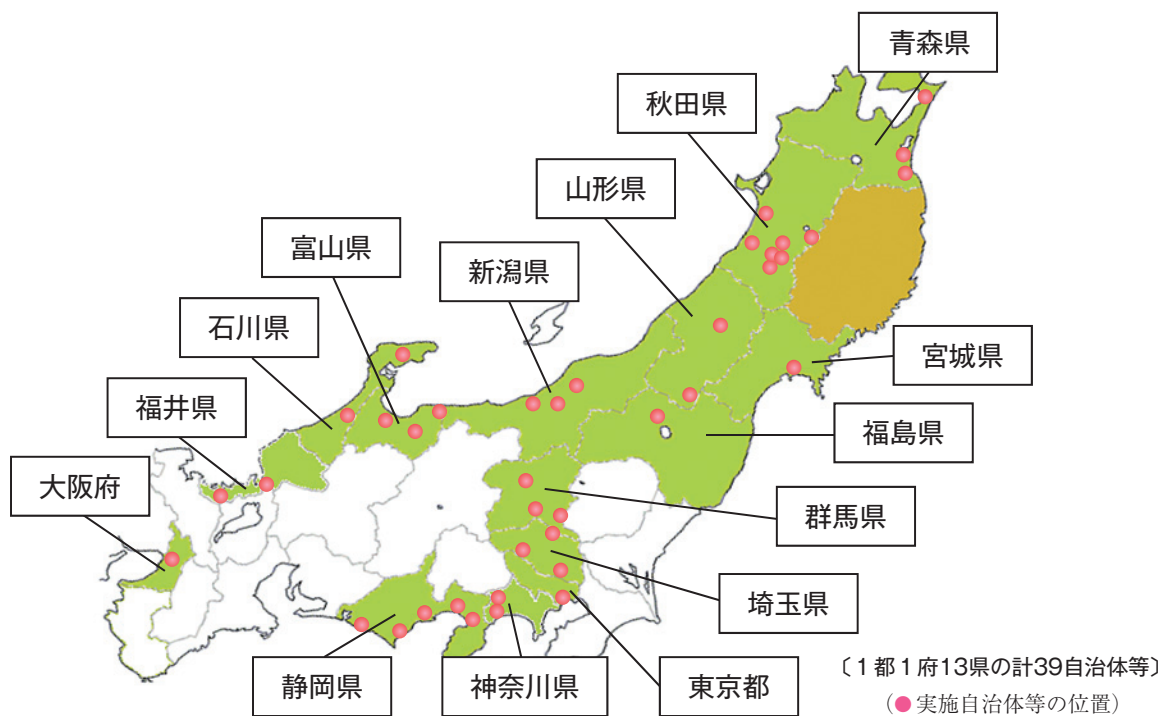 青森県
秋田県
山形県
富山県
新潟県
石川県
宮城県
福井県
福島県
大阪府
群馬県
埼玉県
静岡県
神奈川県
東京都
〔1都1府13県の計39自治体等〕
(●実施自治体等の位置)